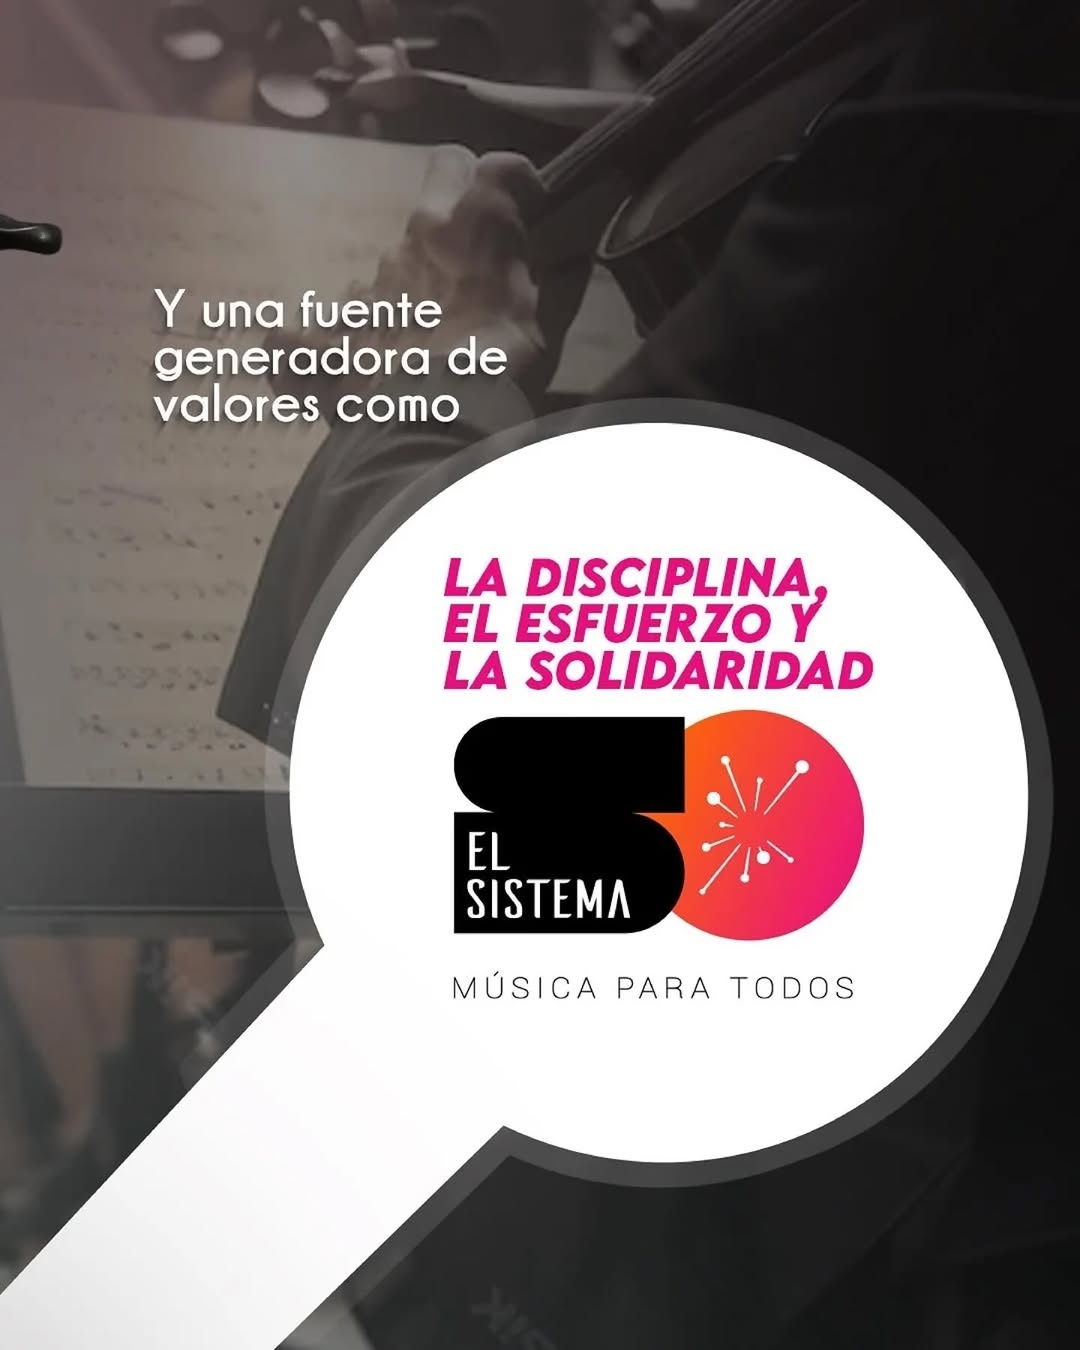 Y una fuente
generadora de
valores como
LA DISCIPLINA,
EL ESFUERZO Y
LA SOLIDARIDAD
EL
SISTEMA
MÚSICA PARA TODOS